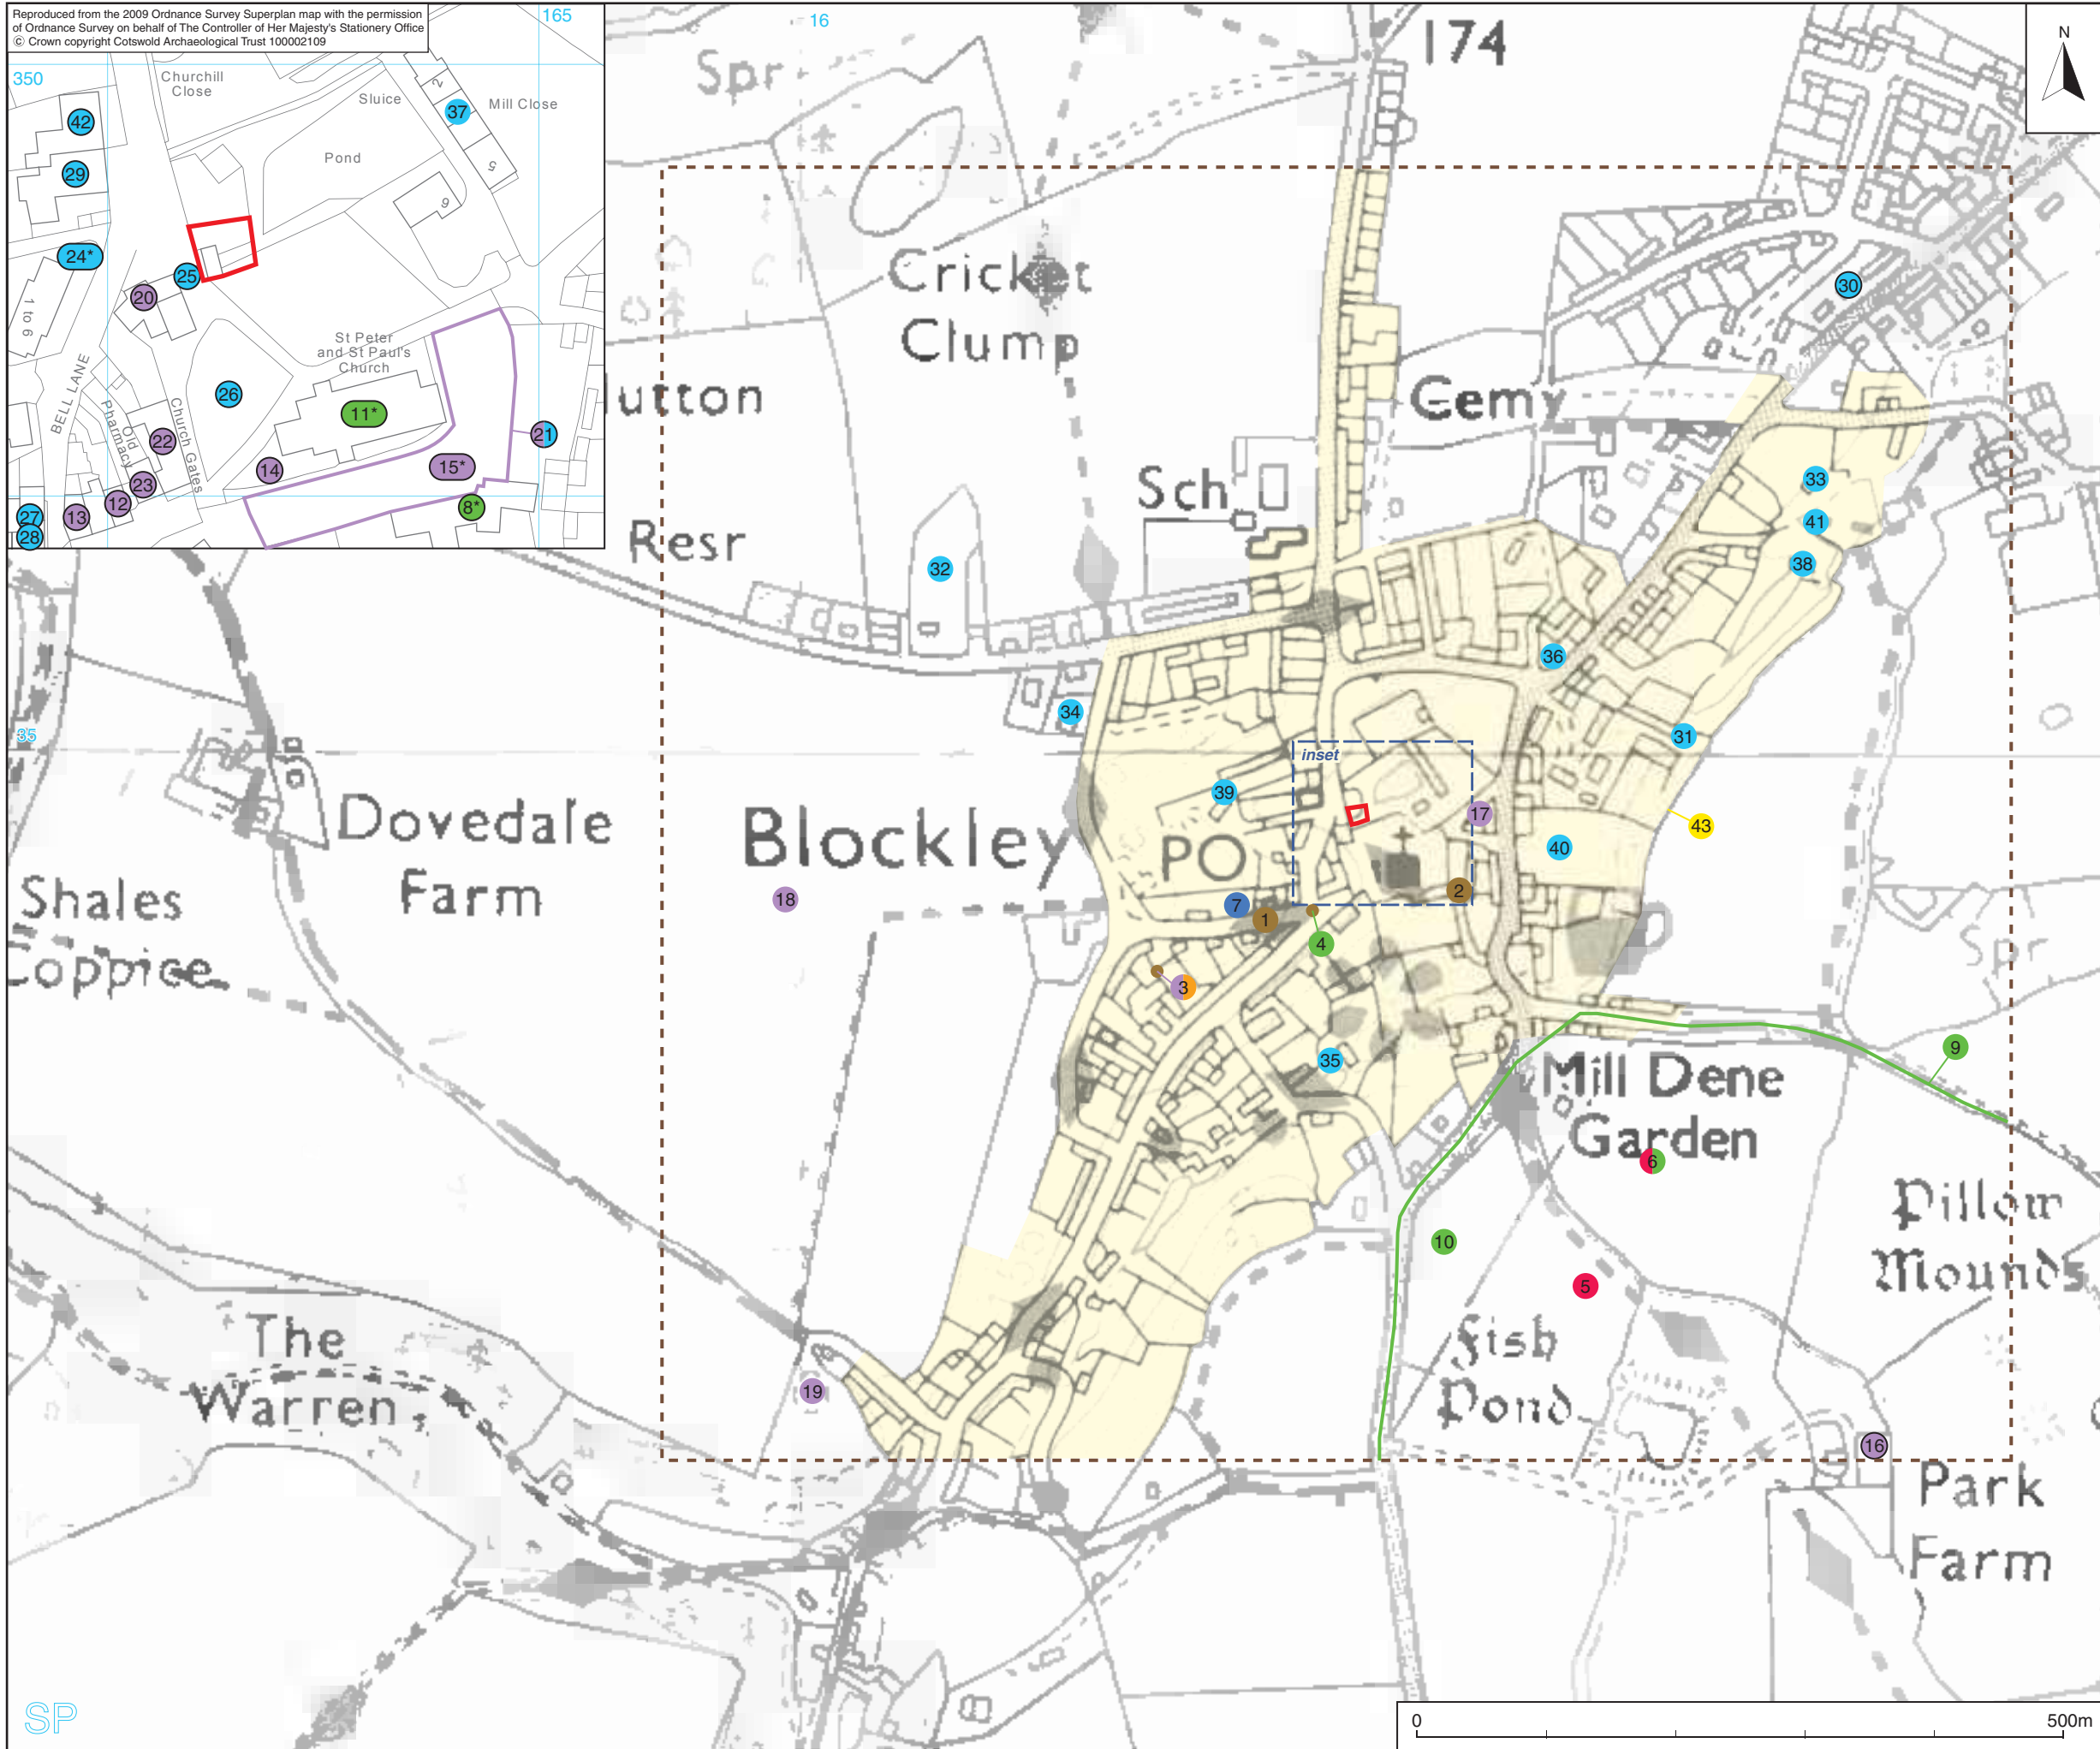 Reproduced from the 2009 Ordnance Survey Superplan map with the permission
of Ordnance Survey on behalf of The Controller of Her Majesty's Stationery Office
© Crown copyright Cotswold Archaeological Trust 100002109
165
350
Churchill
Close
Sluice
2
Mill Close
37
42
Pond
5
29
6
24*
25
20
1 to 6
St Peter
and St Paul's
Church
26
11*
BELL LANE
Old
Pharmacy
Church Gates
22
21
14
15*
23
12
8*
13
27
28
16
174
N
Spr
Cricket
Clump
30
utton
Gemy
Sch
33
41
Resr
32
38
36
34
31
35
inset
39
Dovedale
Farm
Blockley
PO
17
43
40
Shales
Coppice
18
7
1
2
4
Spr
3
35
9
Mill Dene
Garden
6
Pillow
Mounds
10
5
Fish
Pond
The
Warren
19
16
Park
Farm
SP
0
500m